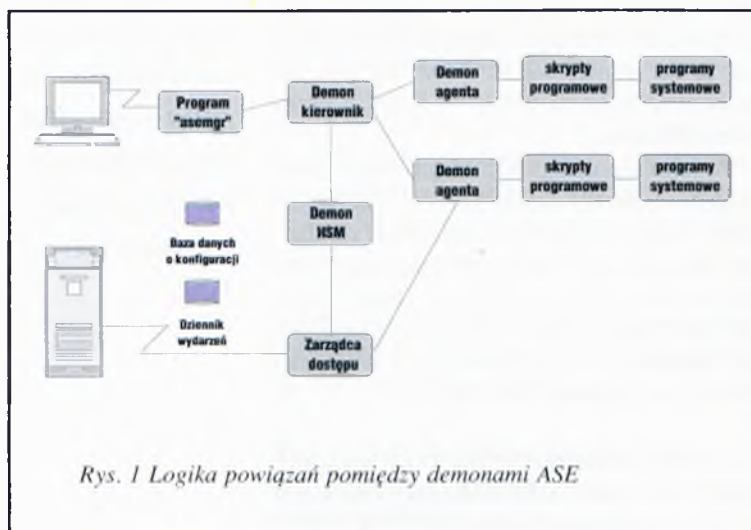 Program
"asemgr"
Demon
kierownik
Demon
agenta
skrypty
programowe
programy
systemowe
Demon
agenta
skrypty
programowe
programy
systemowe
Demon
HSM
Baza danych
o konfiguracji
Dziennik
wydarzeń
Zarządca
dostępu
Rys. 1 Logika powiązań pomiędzy demonami ASE